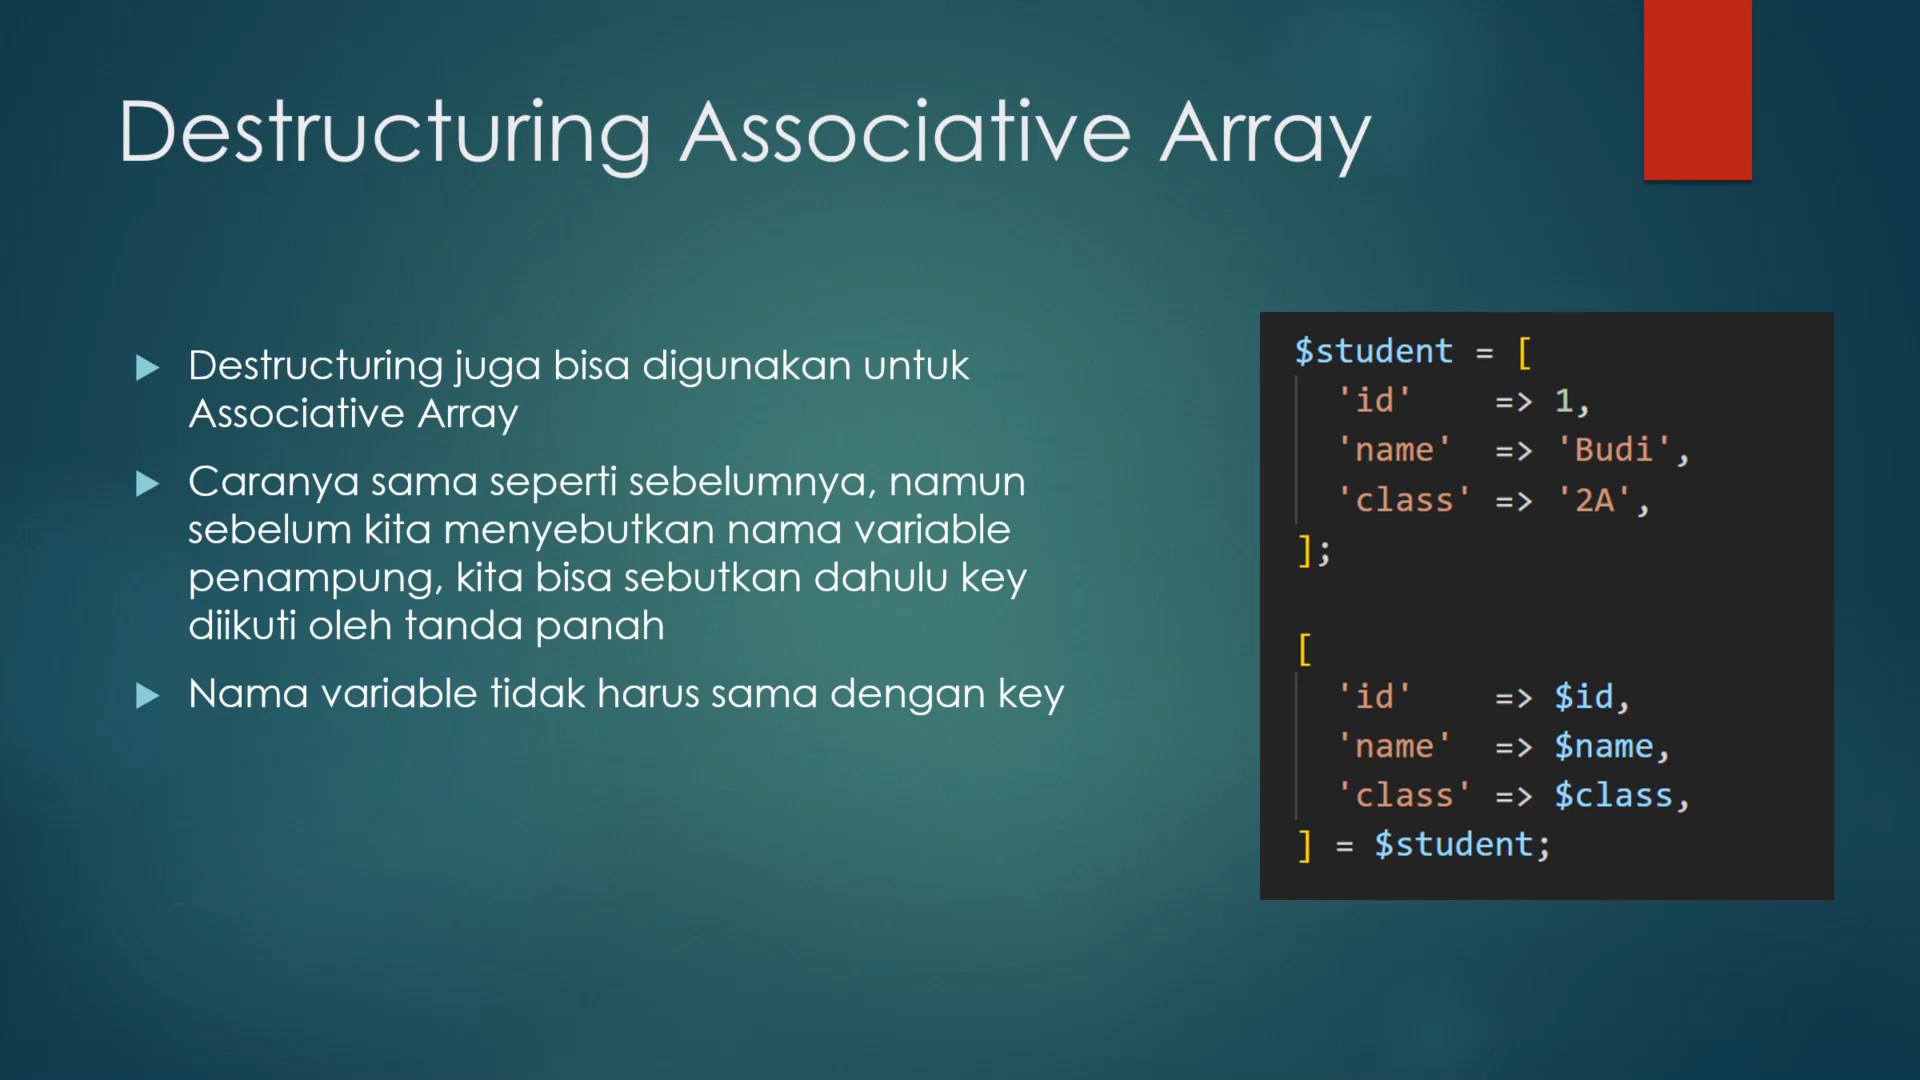 Destructuring Associative Array
Destructuring juga bisa digunakan untuk
Associative Array
Caranya sama seperti sebelumnya, namun
sebelum kita menyebutkan nama variable
penampung, kita bisa sebutkan dahulu key
diikuti oleh tanda panah
Nama variable tidak harus sama dengan key
$student = [
'id' => 1,
'name' => 'Budi',
'class' => '2A',
];
[
'id' => $id,
'name' => $name,
'class' => $class,
] = $student;